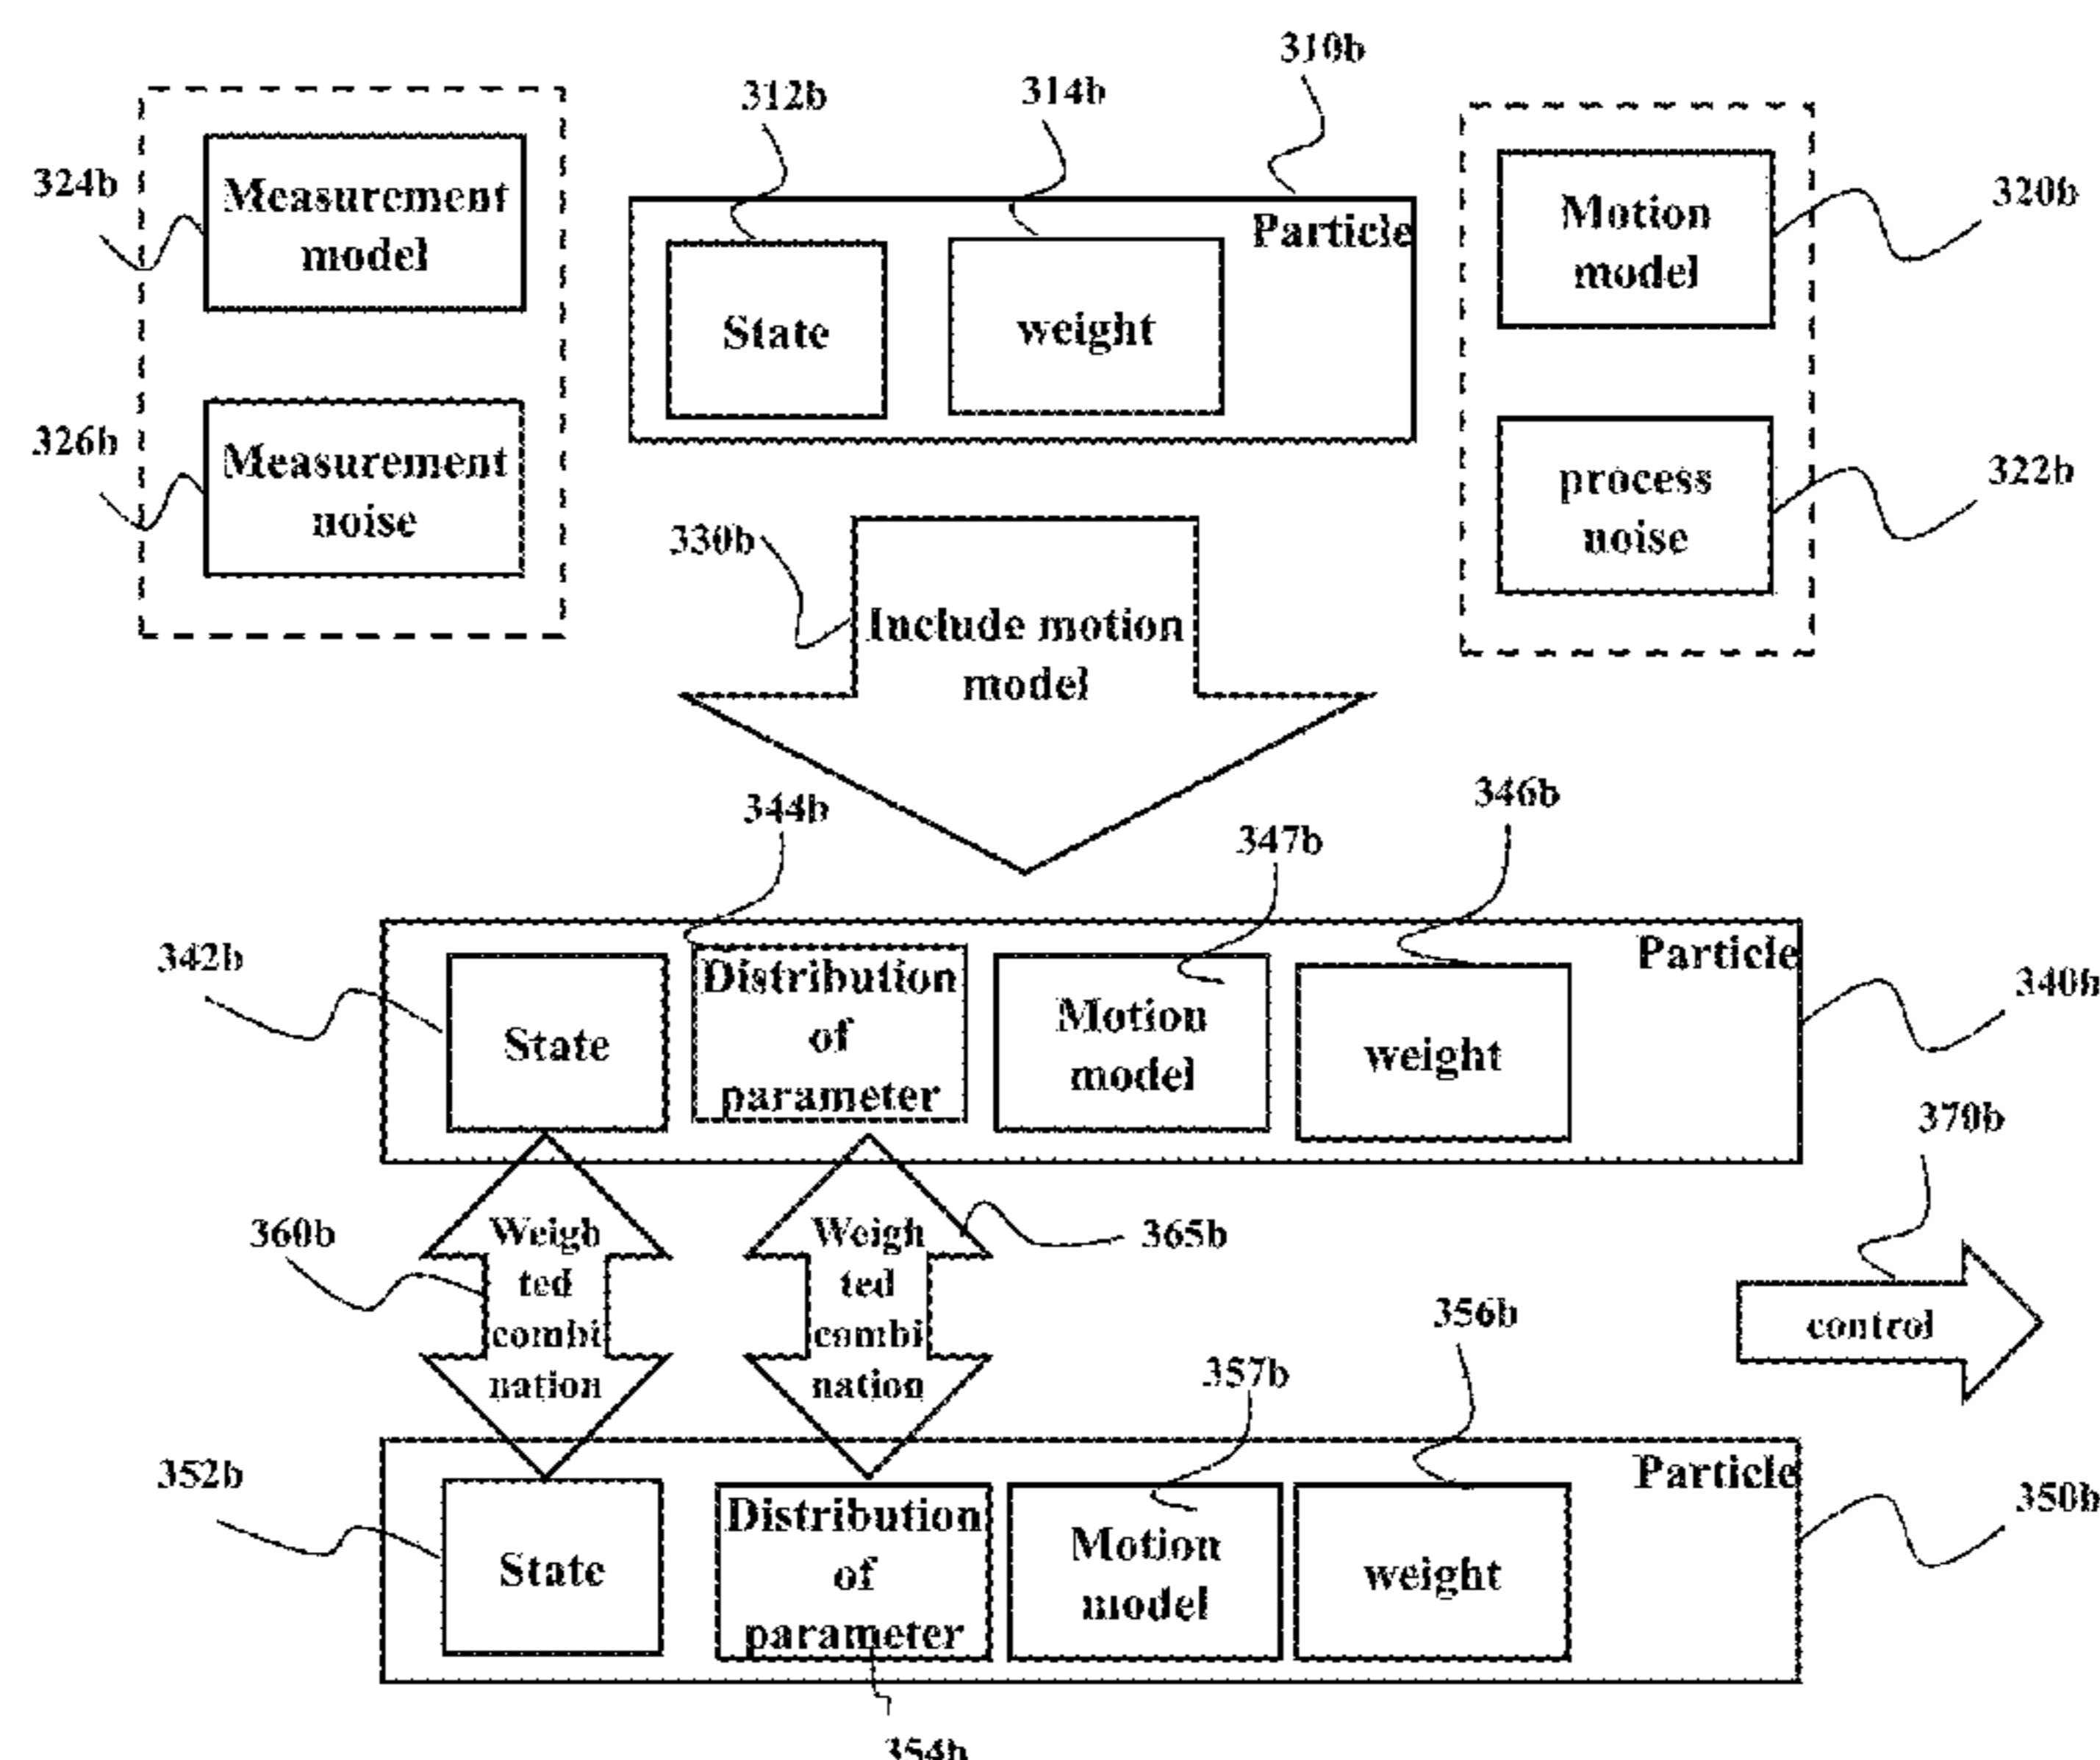 310b
312b
314b
324b
Measurement
model
Particle
State
weight
Motion
model
320b
326b
Measurement
noise
process
noise
322b
330b
Include motion
model
344b
347b
346b
342b
Particle
State
Distribution
of
parameter
Motion
model
weight
340b
370b
360b
Weigh
ted
combi
nation
Weigh
ted
combi
nation
365b
control
356b
357b
352b
Particle
State
Distribution
of
parameter
Motion
model
weight
350b
354b